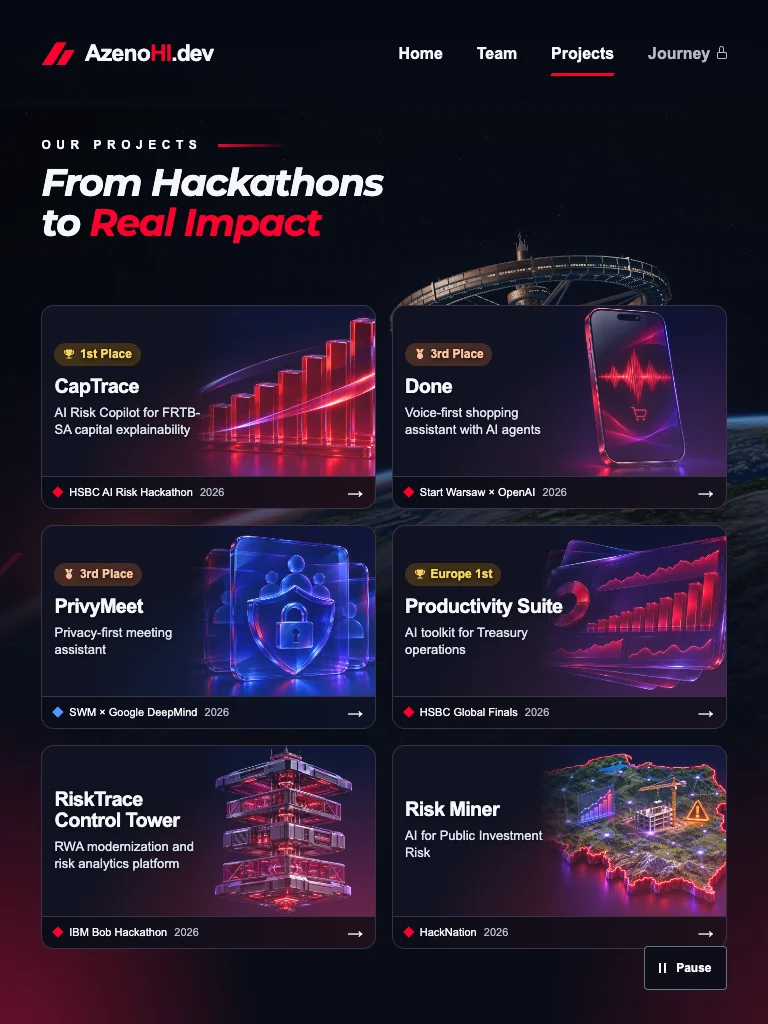 AzenoHI.dev
Home
Team
Projects
Journey
OUR PROJECTS
From Hackathons
to Real Impact
1st Place
CapTrace
AI Risk Copilot for FRTB-
SA capital explainability
HSBC AI Risk Hackathon 2026
3rd Place
Done
Voice-first shopping
assistant with AI agents
Start Warsaw × OpenAI 2026
3rd Place
PrivyMeet
Privacy-first meeting
assistant
SWM × Google DeepMind 2026
Europe 1st
Productivity Suite
AI toolkit for Treasury
operations
HSBC Global Finals 2026
RiskTrace
Control Tower
RWA modernization and
risk analytics platform
IBM Bob Hackathon 2026
Risk Miner
AI for Public Investment
Risk
HackNation 2026
Pause